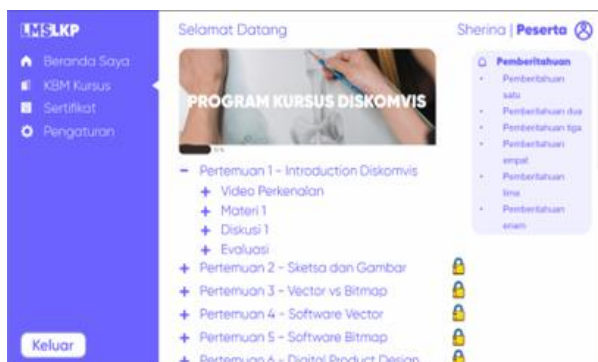 LMSLKP
Beranda Saya
KBM Kursus
Sertifikat
Pengaturan
Keluar
Selamat Datang
Sherina | Peserta
PROGRAM KURSUS DISKOMVIS
Pertemuan 1 - Introduction Diskomvis
Video Perkenalan
Materi 1
Diskusi 1
Evaluasi
Pertemuan 2 - Sketsa dan Gambar
Pertemuan 3 - Vector vs Bitmap
Pertemuan 4 - Software Vector
Pertemuan 5 - Software Bitmap
Pertemuan 6 - Digital Product Design
Pemberitahuan
Pemberitahuan
satu
Pemberitahuan dua
Pemberitahuan tiga
Pemberitahuan
empat
Pemberitahuan
lima
Pemberitahuan
enam